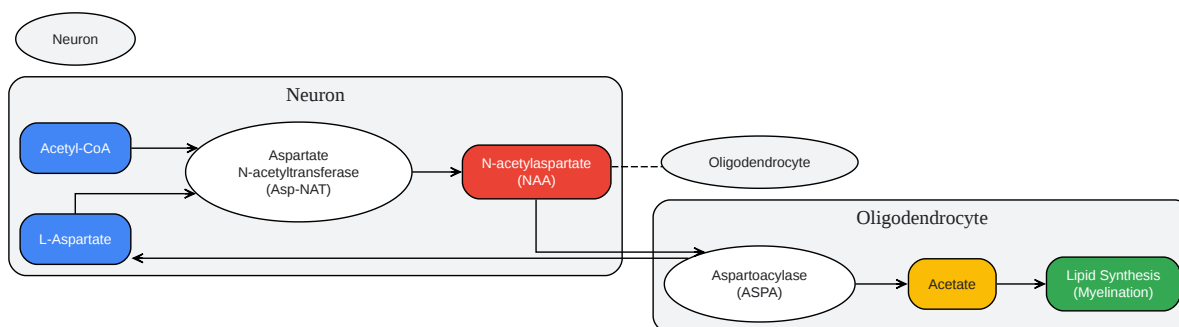 Neuron
Neuron
Acetyl-CoA
Aspartate
N-acetyltransferase
(Asp-NAT)
N-acetylaspartate
(NAA)
Oligodendrocyte
L-Aspartate
Oligodendrocyte
Aspartoacylase
(ASPA)
Acetate
Lipid Synthesis
(Myelination)